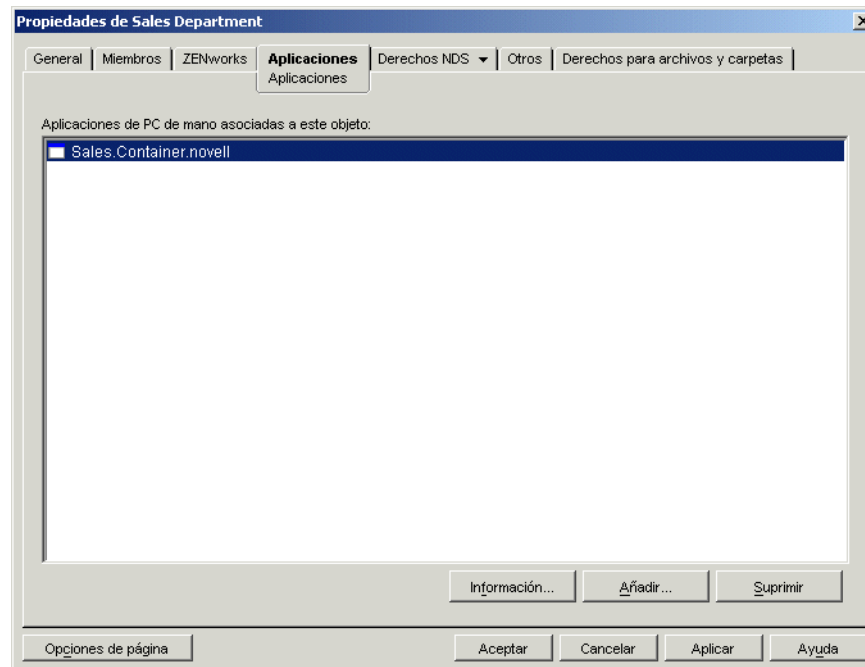 Propiedades de Sales Department
General Miembros ZENworks Aplicaciones Derechos NDS Otros Derechos para archivos y carpetas
Aplicaciones
Aplicaciones de PC de mano asociadas a este objeto:
Sales.Container.novell
Información... Añadir... Suprimir
Opciones de página Aceptar Cancelar Aplicar Ayuda